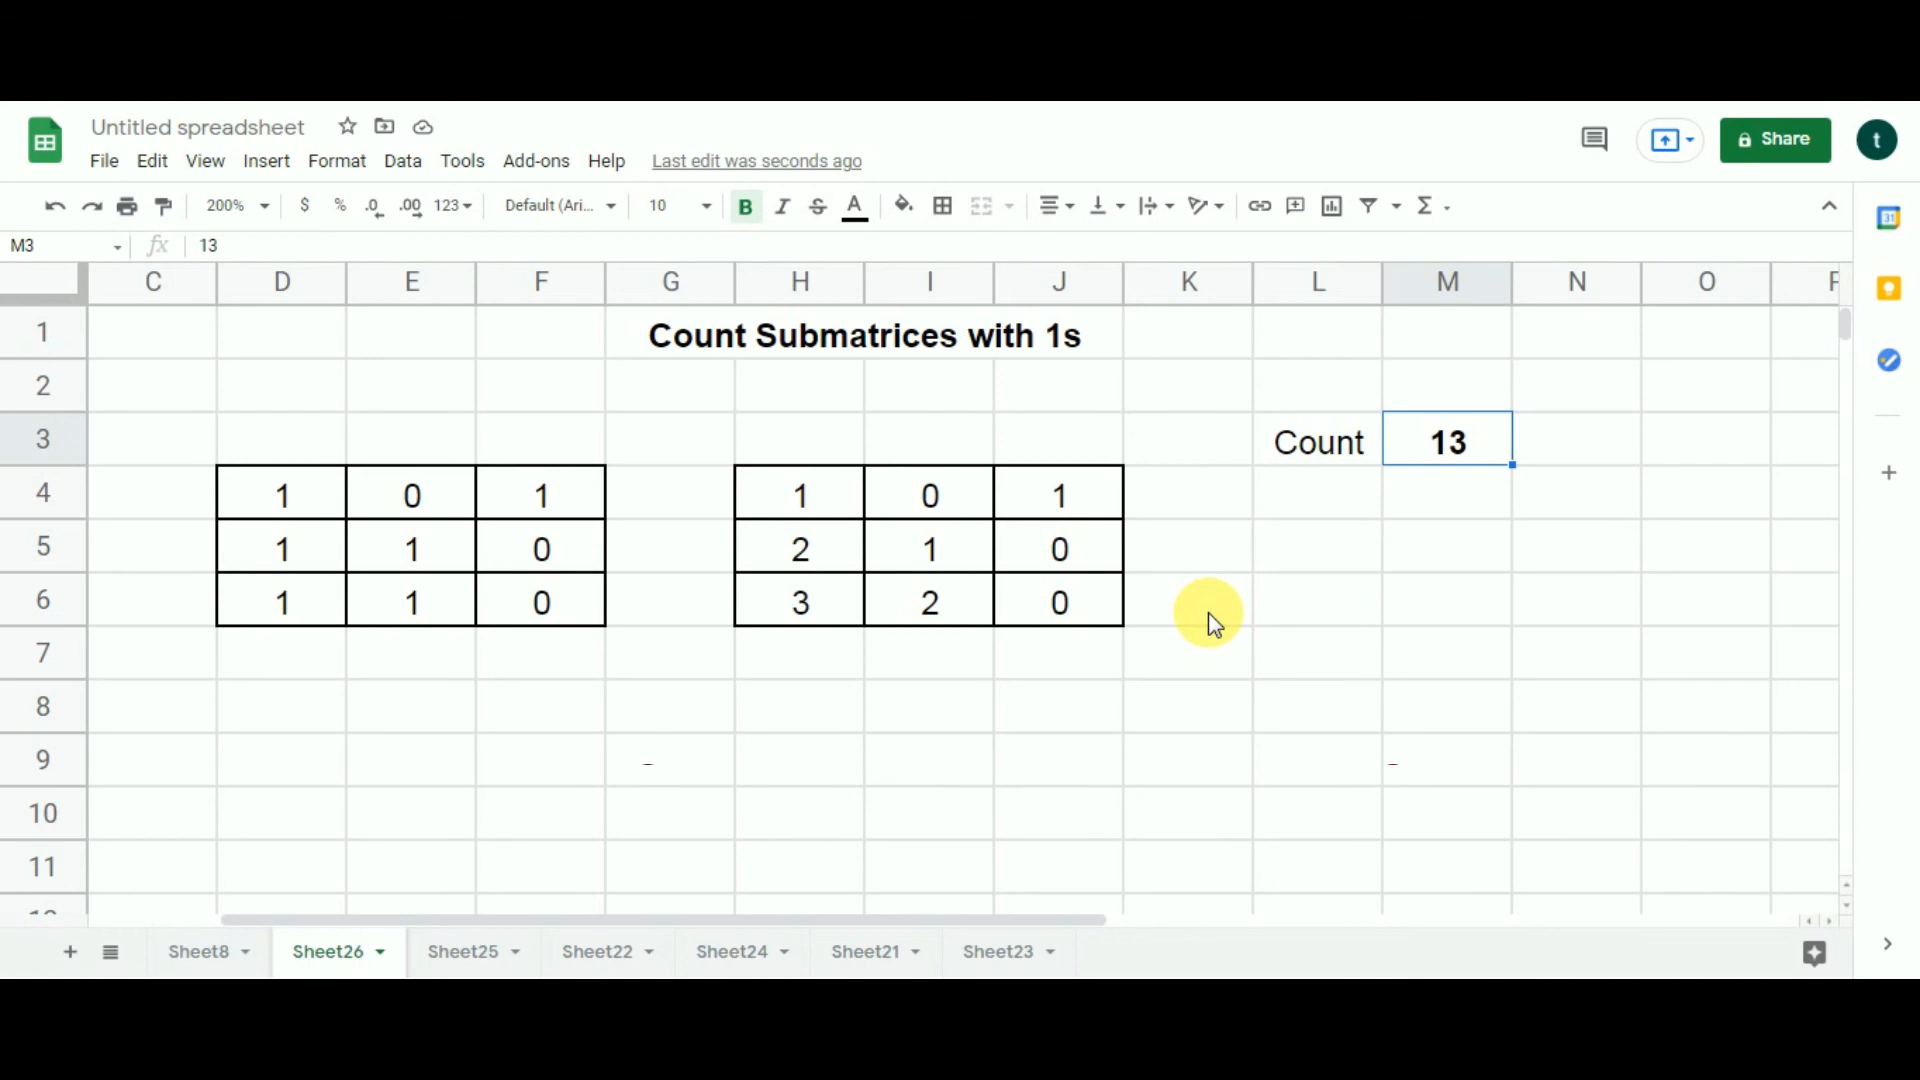 Untitled spreadsheet
File Edit View Insert Format Data Tools Add-ons Help Last edit was seconds ago
Share
t
200% $ % .0 .00 123 Default (Ari... 10 B I S A Σ
31
M3 fx 13
C D E F G H I J K L M N O
1 Count Submatrices with 1s
2
3 Count 13
4 1 0 1 1 0 1
5 1 1 0 2 1 0
6 1 1 0 3 2 0
7
8
9
10
11
Sheet8 Sheet26 Sheet25 Sheet22 Sheet24 Sheet21 Sheet23